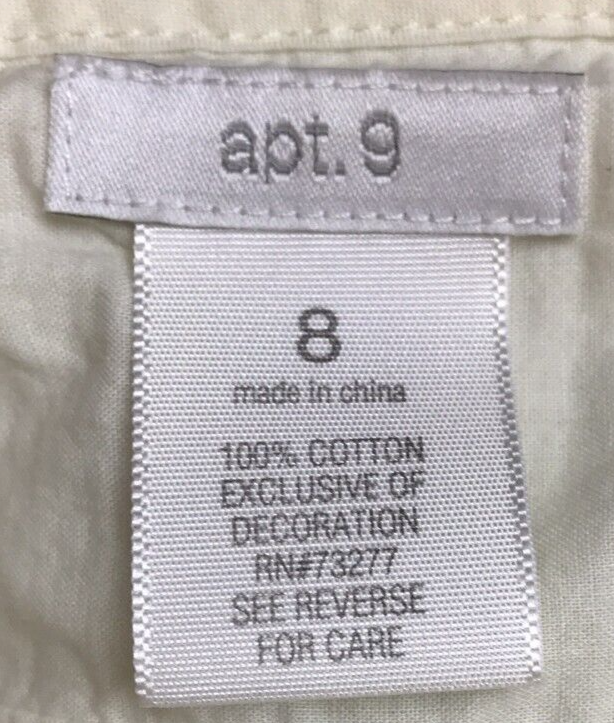 apt. 9
8
made in china
100% COTTON
EXCLUSIVE OF
DECORATION
RN#73277
SEE REVERSE
FOR CARE